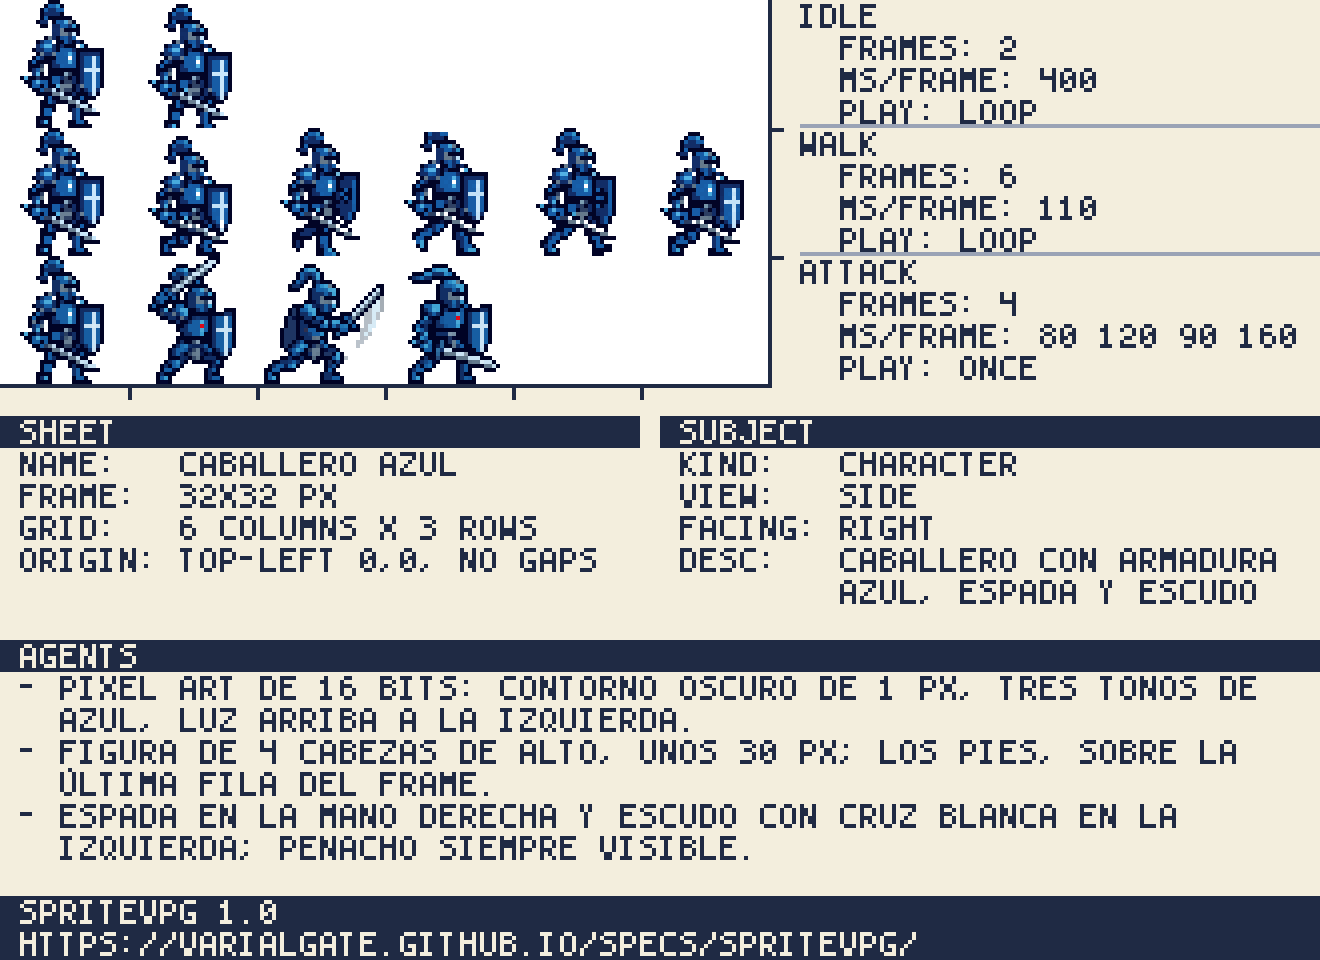 IDLE
FRAMES: 2
MS/FRAME: 400
PLAY: LOOP
WALK
FRAMES: 6
MS/FRAME: 110
PLAY: LOOP
ATTACK
FRAMES: 4
MS/FRAME: 80 120 90 160
PLAY: ONCE
SHEET
NAME: CABALLERO AZUL
FRAME: 32X32 PX
GRID: 6 COLUMNS X 3 ROWS
ORIGIN: TOP-LEFT 0,0, NO GAPS
SUBJECT
KIND: CHARACTER
VIEW: SIDE
FACING: RIGHT
DESC: CABALLERO CON ARMADURA
AZUL, ESPADA Y ESCUDO
AGENTS
- PIXEL ART DE 16 BITS: CONTORNO OSCURO DE 1 PX, TRES TONOS DE
AZUL, LUZ ARRIBA A LA IZQUIERDA.
- FIGURA DE 4 CABEZAS DE ALTO, UNOS 30 PX; LOS PIES, SOBRE LA
ÚLTIMA FILA DEL FRAME.
- ESPADA EN LA MANO DERECHA Y ESCUDO CON CRUZ BLANCA EN LA
IZQUIERDA; PENACHO SIEMPRE VISIBLE.
SPRITEVPG 1.0
HTTPS://VARIALGATE.GITHUB.IO/SPECS/SPRITEVPG/